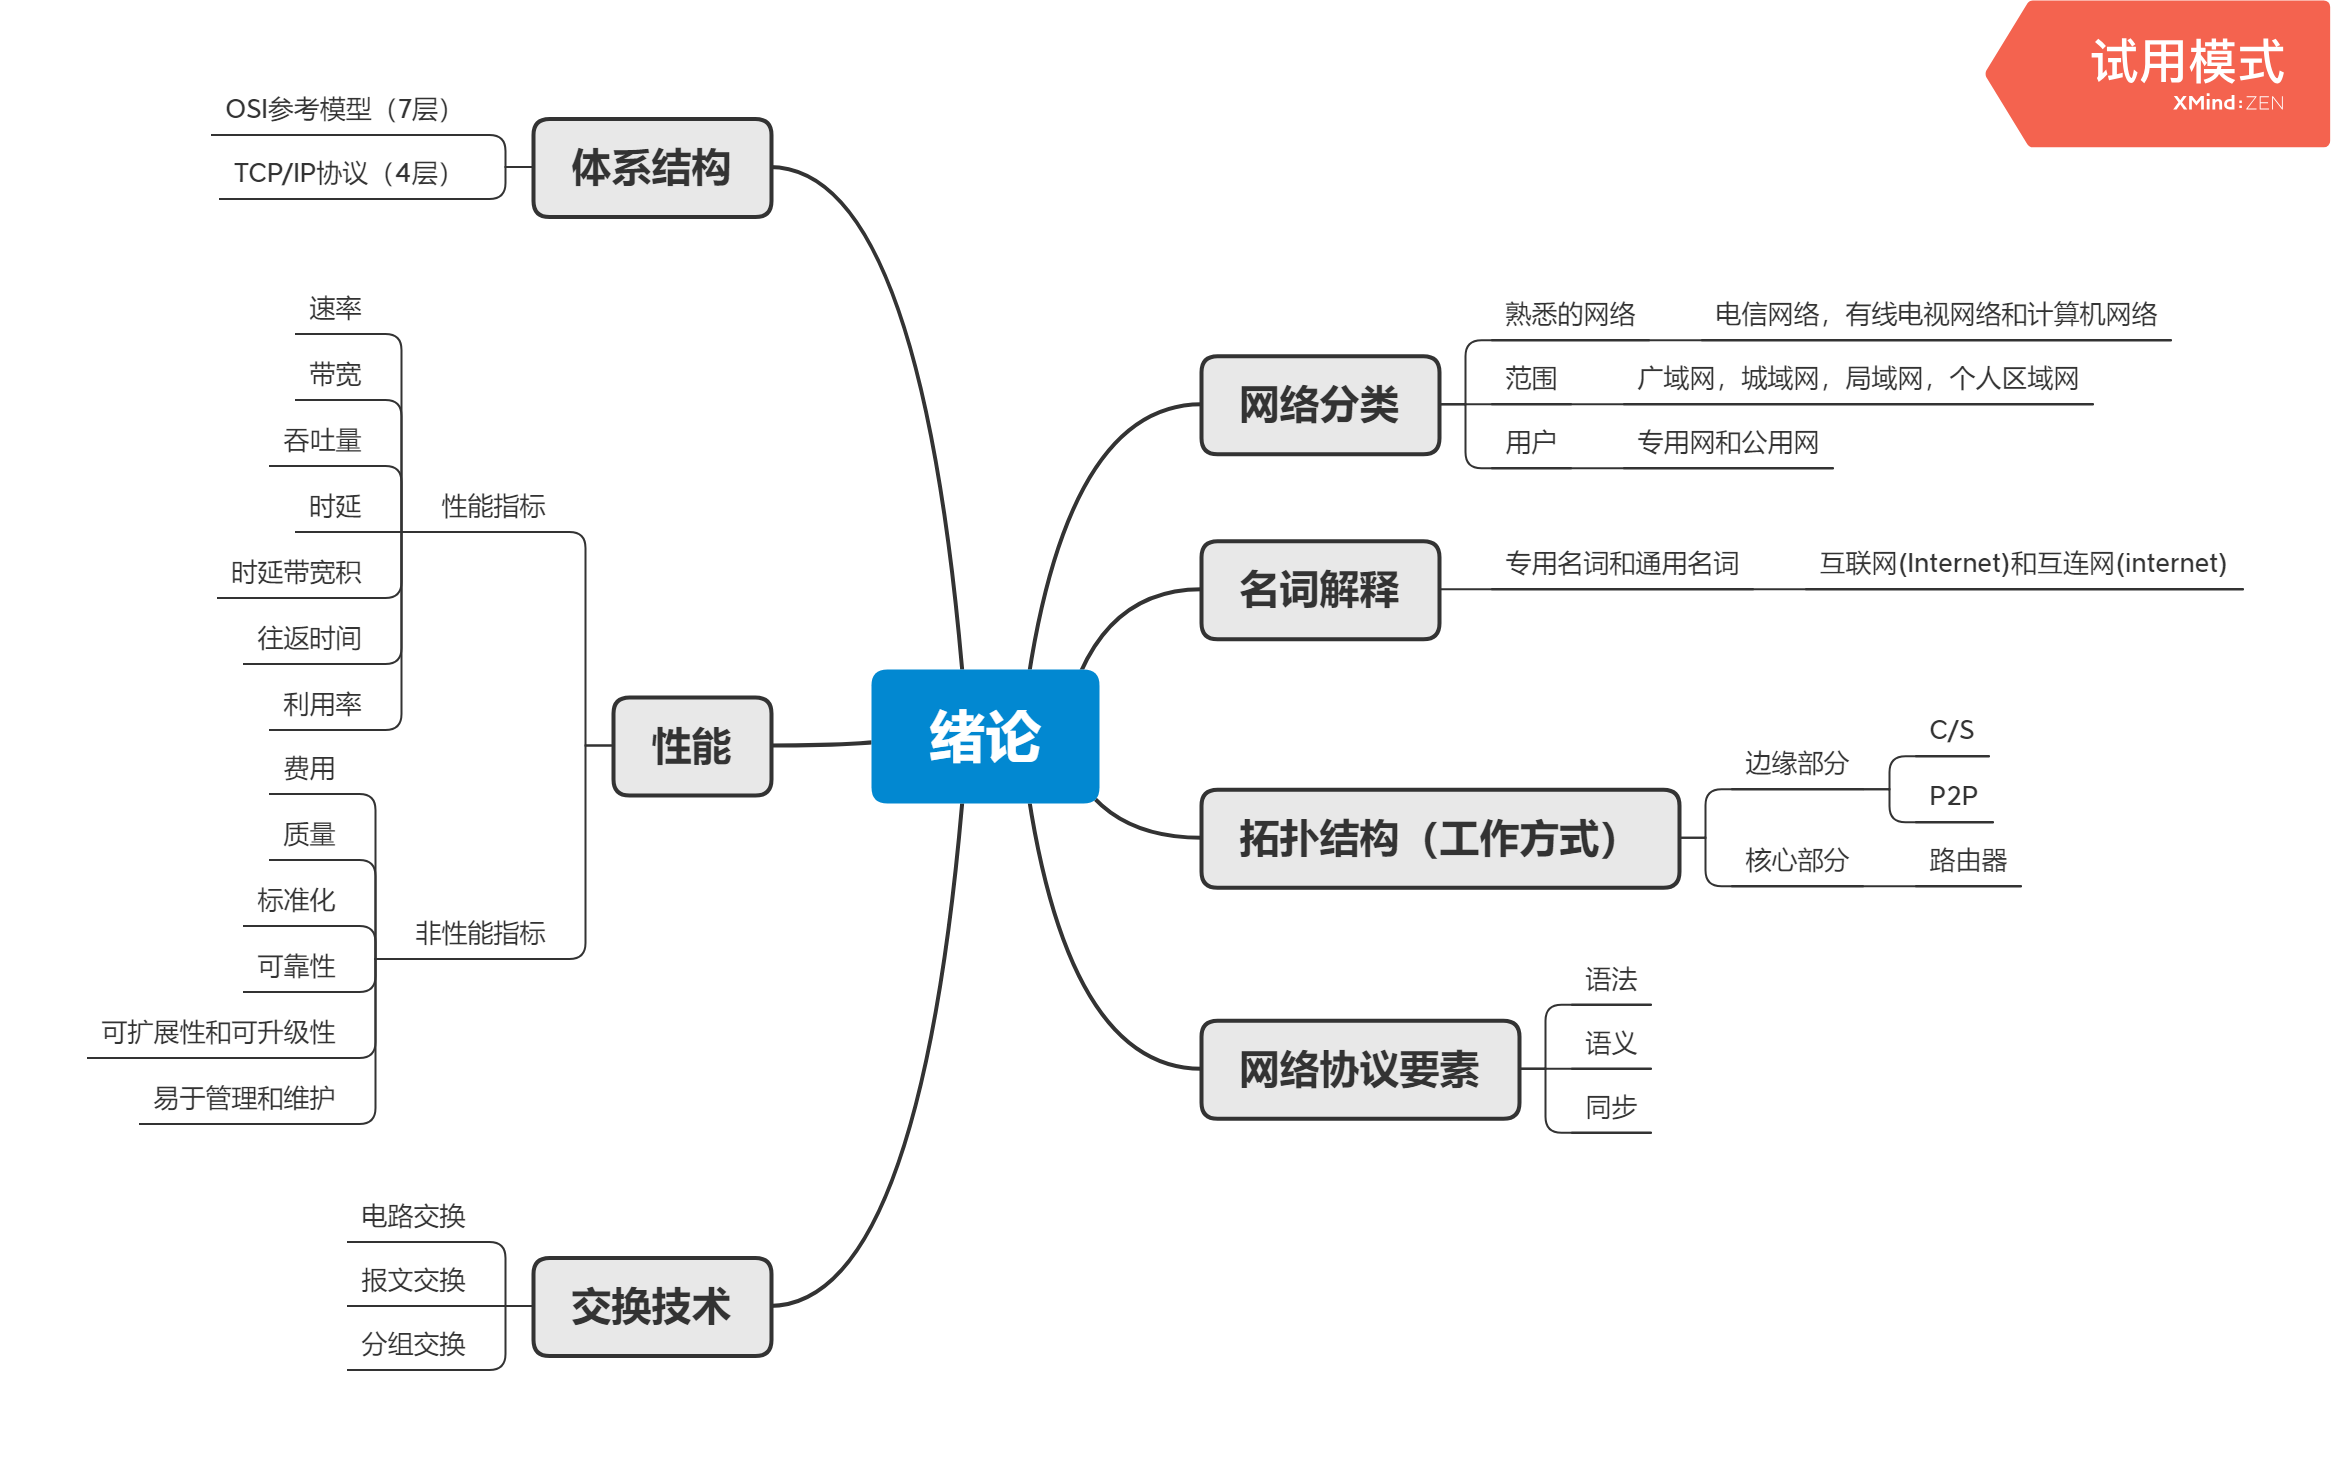 试用模式
XMind:ZEN
绪论
网络分类
熟悉的网络
电信网络，有线电视网络和计算机网络
范围
广域网，城域网，局域网，个人区域网
用户
专用网和公用网
名词解释
专用名词和通用名词
互联网(Internet)和互连网(internet)
拓扑结构（工作方式）
边缘部分
C/S
P2P
核心部分
路由器
网络协议要素
语法
语义
同步
体系结构
OSI参考模型（7层）
TCP/IP协议（4层）
性能
性能指标
速率
带宽
吞吐量
时延
时延带宽积
往返时间
利用率
非性能指标
费用
质量
标准化
可靠性
可扩展性和可升级性
易于管理和维护
交换技术
电路交换
报文交换
分组交换